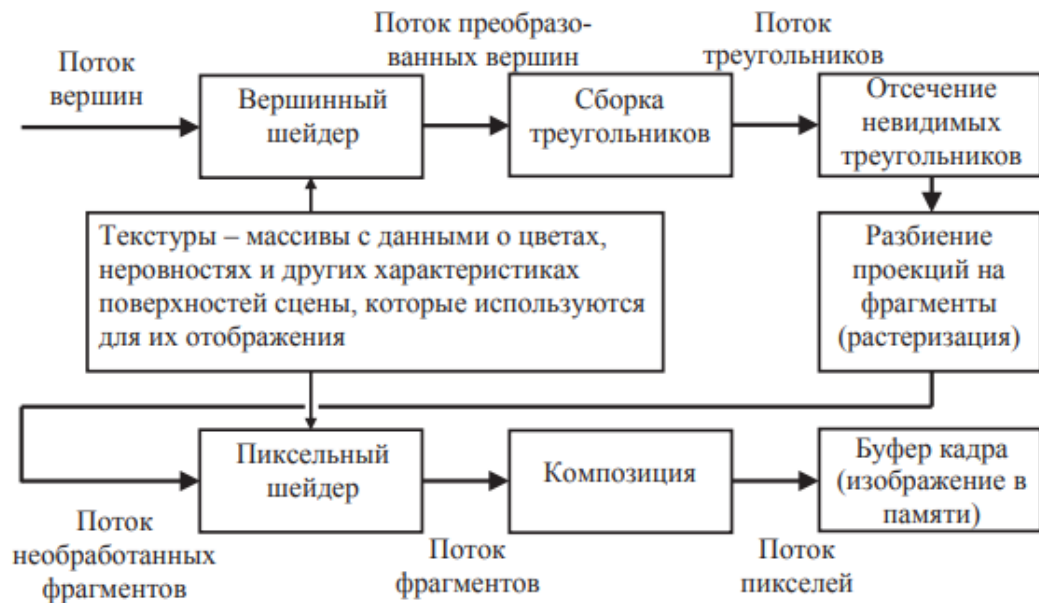 Поток
вершин
Вершинный
шейдер
Поток преобразо-
ванных вершин
Сборка
треугольников
Поток
треугольников
Отсечение
невидимых
треугольников
Текстуры – массивы с данными о цветах,
неровностях и других характеристиках
поверхностей сцены, которые используются
для их отображения
Разбиение
проекций на
фрагменты
(растеризация)
Поток
необработанных
фрагментов
Пиксельный
шейдер
Поток
фрагментов
Композиция
Поток
пикселей
Буфер кадра
(изображение в
памяти)